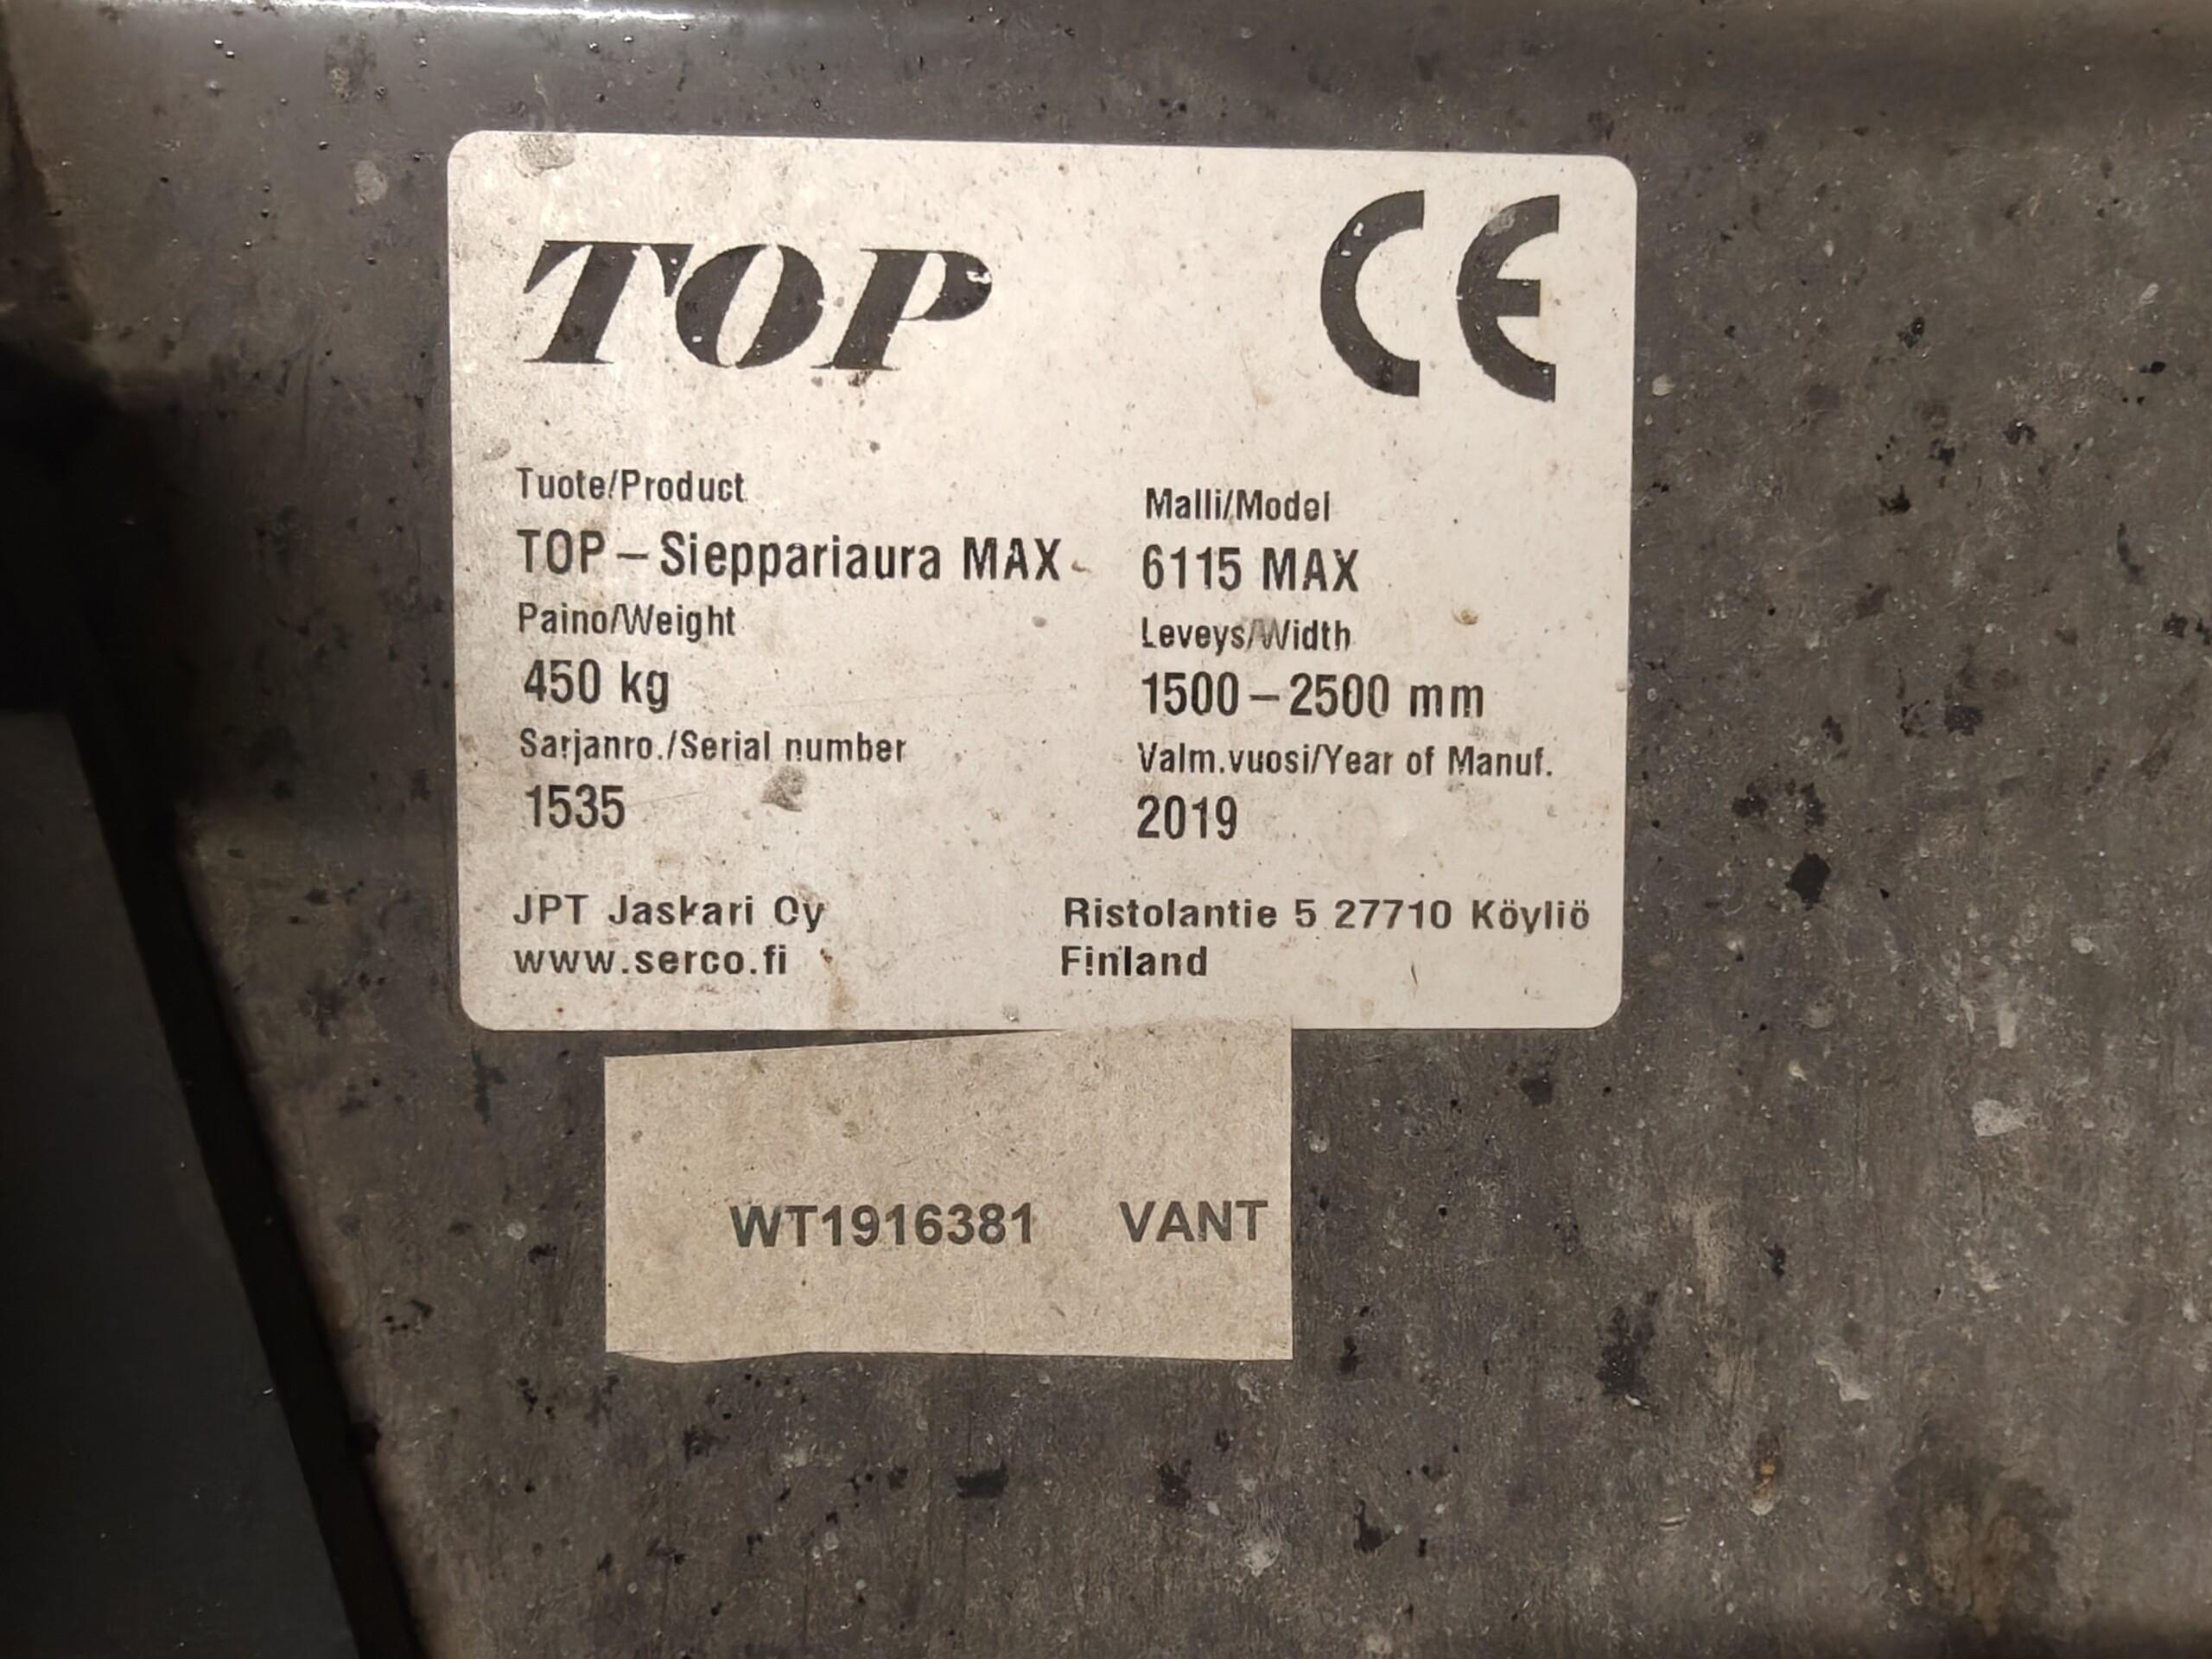 TOP CE
Tuote/Product
TOP – Sieppariaura MAX
Malli/Model
6115 MAX
Paino/Weight
450 kg
Leveys/Width
1500 – 2500 mm
Sarjanro./Serial number
1535
Valm.vuosi/Year of Manuf.
2019
JPT Jaskari Oy
www.serco.fi
Ristolantie 5 27710 Köyliö
Finland
WT1916381 VANT